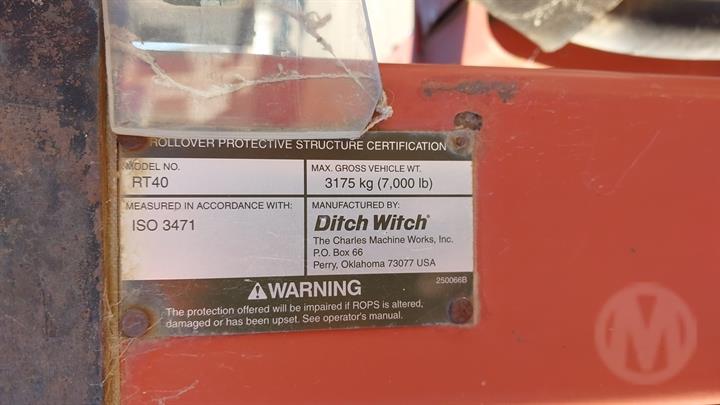 ROLLOVER PROTECTIVE STRUCTURE CERTIFICATION
MODEL NO.
RT40
MAX. GROSS VEHICLE WT.
3175 kg (7,000 lb)
MEASURED IN ACCORDANCE WITH:
ISO 3471
MANUFACTURED BY:
Ditch Witch®
The Charles Machine Works, Inc.
P.O. Box 66
Perry, Oklahoma 73077 USA
250066B
WARNING
The protection offered will be impaired if ROPS is altered,
damaged or has been upset. See operator's manual.
M